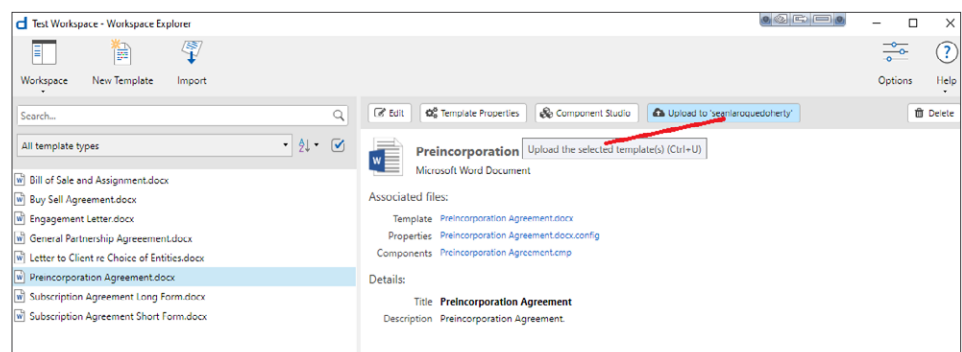 Test Workspace - Workspace Explorer
Workspace New Template Import Options Help
Search...
Edit Template Properties Component Studio Upload to 'seanlaroquedoherty' Delete
All template types
Preincorporation Upload the selected template(s) (Ctrl+U)
Microsoft Word Document
Bill of Sale and Assignment.docx
Buy Sell Agreement.docx
Engagement Letter.docx
General Partnership Agreeement.docx
Letter to Client re Choice of Entities.docx
Preincorporation Agreement.docx
Subscription Agreement Long Form.docx
Subscription Agreement Short Form.docx
Associated files:
Template Preincorporation Agreement.docx
Properties Preincorporation Agreement.docx.config
Components Preincorporation Agreement.cmp
Details:
Title Preincorporation Agreement
Description Preincorporation Agreement.